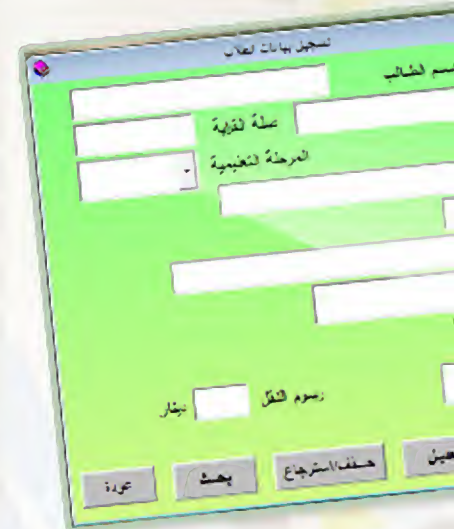 تسجيل بيانات الطلاب
اسم الطالب
صلة القرابة
المرحلة التعليمية
رسوم النقل
دينار
حذف/استرجاع
بحث
عودة